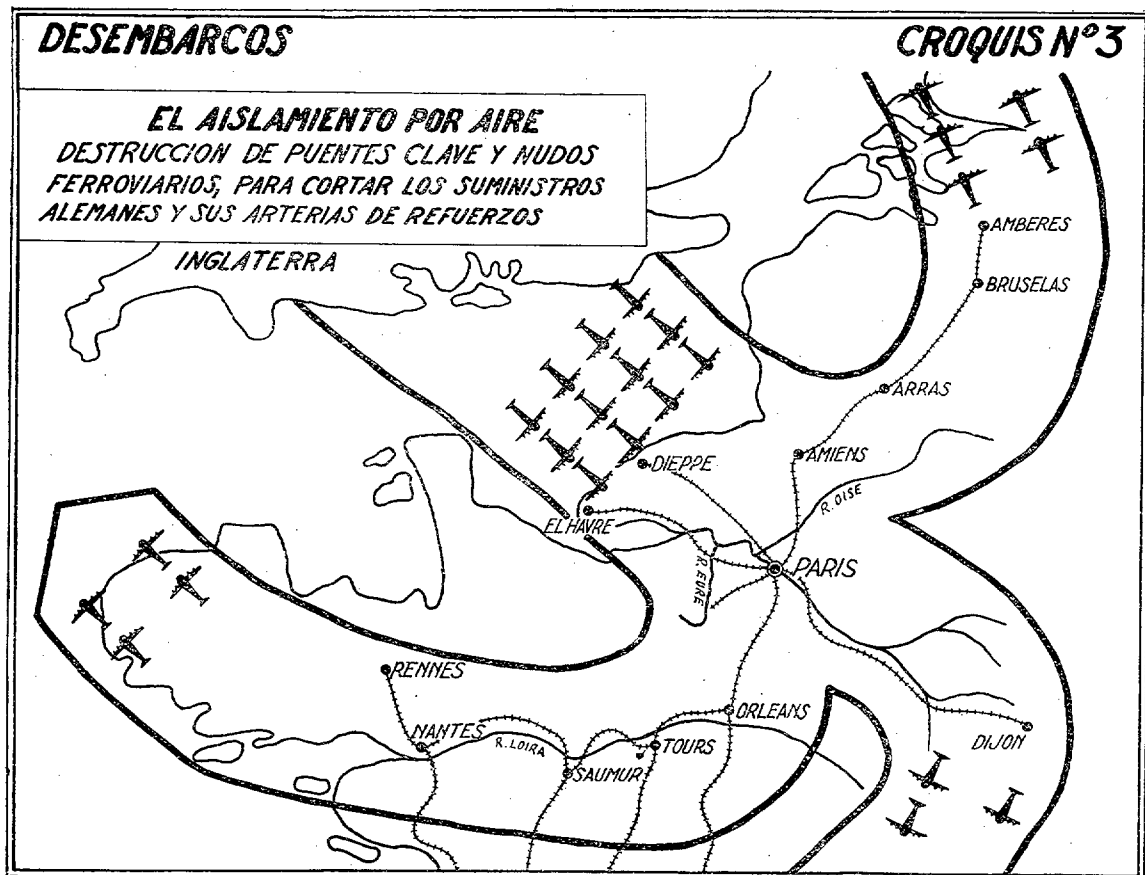 DESEMBARCOS
CROQUIS Nº3
EL AISLAMIENTO POR AIRE
DESTRUCCION DE PUENTES CLAVE Y NUDOS
FERROVIARIOS, PARA CORTAR LOS SUMINISTROS
ALEMANES Y SUS ARTERIAS DE REFUERZOS
INGLATERRA
AMBERES
BRUSELAS
ARRAS
AMIENS
DIEPPE
R. OISE
EL HAVRE
PARIS
R. EURE
RENNES
ORLEANS
NANTES
R. LOIRA
TOURS
DIJON
SAUMUR